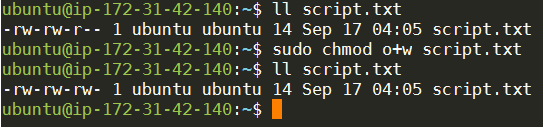 ubuntu@ip-172-31-42-140:~$ ll script.txt
-rw-rw-r-- 1 ubuntu ubuntu 14 Sep 17 04:05 script.txt
ubuntu@ip-172-31-42-140:~$ sudo chmod o+w script.txt
ubuntu@ip-172-31-42-140:~$ ll script.txt
-rw-rw-rw- 1 ubuntu ubuntu 14 Sep 17 04:05 script.txt
ubuntu@ip-172-31-42-140:~$